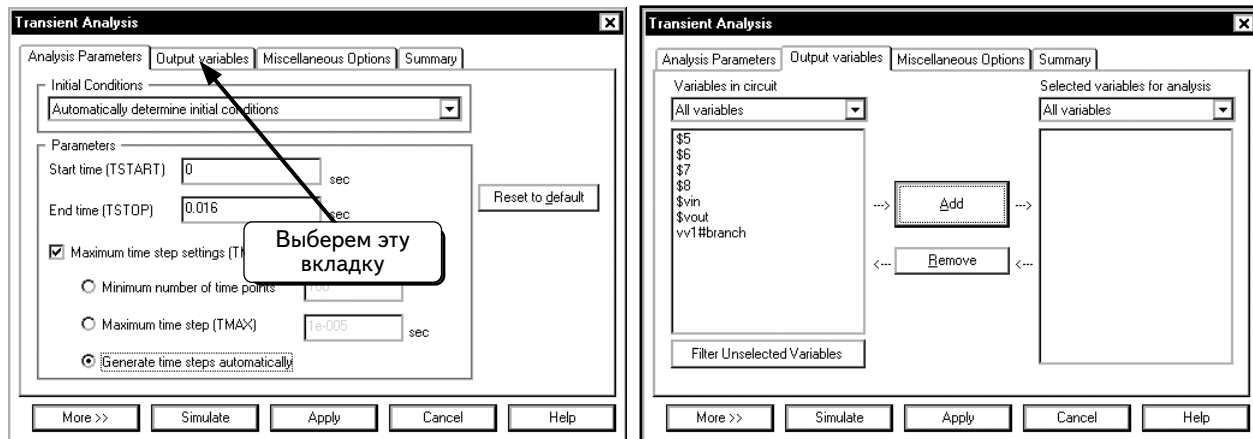 Transient Analysis
Analysis Parameters
Output variables
Miscellaneous Options
Summary
Initial Conditions
Automatically determine initial conditions
Parameters
Start time (TSTART)
0
sec
End time (TSTOP)
0.016
sec
Reset to default
Выберем эту
вкладку
Maximum time step settings
Minimum number of time points
100
Maximum time step (TMAX)
1e-005
sec
Generate time steps automatically
More >>
Simulate
Apply
Cancel
Help
Transient Analysis
Analysis Parameters
Output variables
Miscellaneous Options
Summary
Variables in circuit
All variables
$5
$6
$7
$8
$vin
$vout
vv1#branch
Filter Unselected Variables
--->
Add
--->
<---
Remove
<---
Selected variables for analysis
All variables
More >>
Simulate
Apply
Cancel
Help